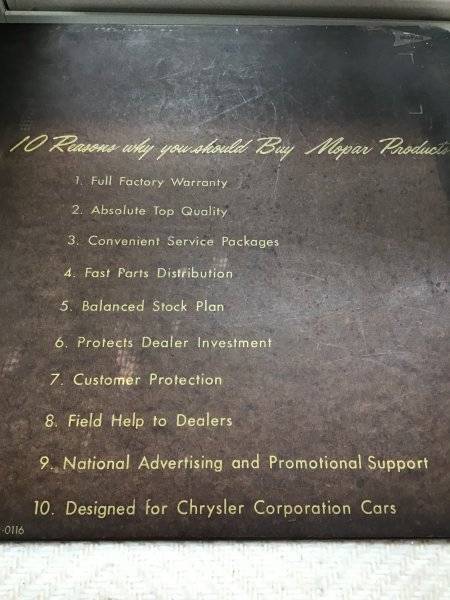 10 Reasons why you should Buy Mopar Products
1. Full Factory Warranty
2. Absolute Top Quality
3. Convenient Service Packages
4. Fast Parts Distribution
5. Balanced Stock Plan
6. Protects Dealer Investment
7. Customer Protection
8. Field Help to Dealers
9. National Advertising and Promotional Support
10. Designed for Chrysler Corporation Cars
-0116